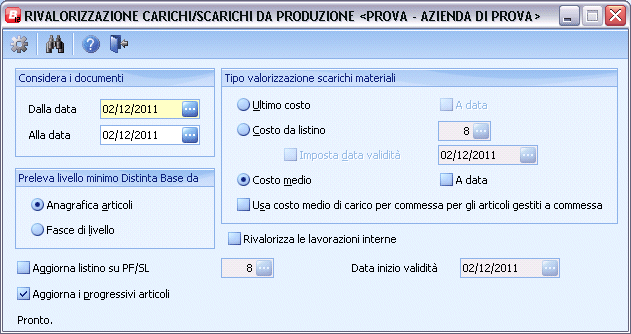 RIVALORIZZAZIONE CARICHI/SCARICHI DA PRODUZIONE <PROVA - AZIENDA DI PROVA>
Considera i documenti
Dalla data 02/12/2011
Alla data 02/12/2011
Preleva livello minimo Distinta Base da
Anagrafica articoli
Fasce di livello
Tipo valorizzazione scarichi materiali
Ultimo costo A data
Costo da listino 8
Imposta data validità 02/12/2011
Costo medio A data
Usa costo medio di carico per commessa per gli articoli gestiti a commessa
Rivalorizza le lavorazioni interne
Aggiorna listino su PF/SL 8 Data inizio validità 02/12/2011
Aggiorna i progressivi articoli
Pronto.